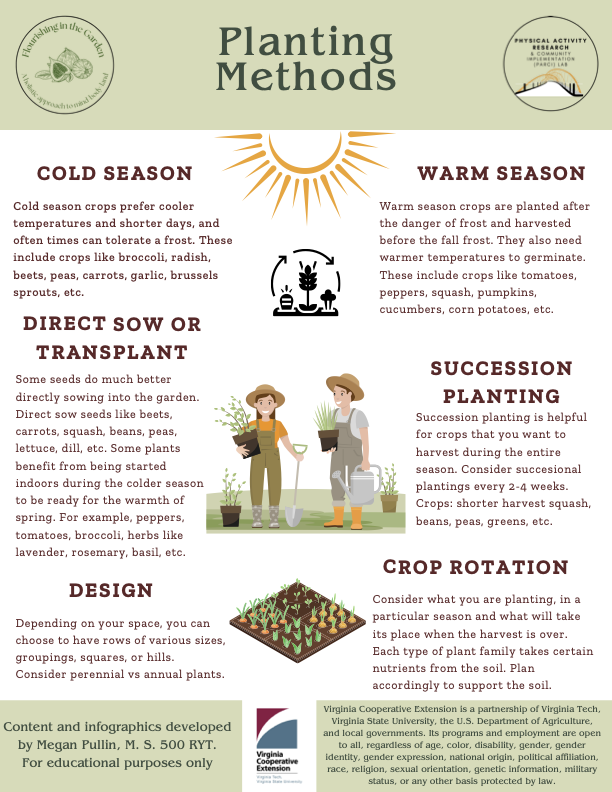 Flourishing in the Garden
A holistic approach to mind body land
Planting
Methods
PHYSICAL ACTIVITY
RESEARCH
& COMMUNITY
IMPLEMENTATION
(PARCI) LAB
COLD SEASON
Cold season crops prefer cooler
temperatures and shorter days, and
often times can tolerate a frost. These
include crops like broccoli, radish,
beets, peas, carrots, garlic, brussels
sprouts, etc.
WARM SEASON
Warm season crops are planted after
the danger of frost and harvested
before the fall frost. They also need
warmer temperatures to germinate.
These include crops like tomatoes,
peppers, squash, pumpkins,
cucumbers, corn potatoes, etc.
DIRECT SOW OR
TRANSPLANT
Some seeds do much better
directly sowing into the garden.
Direct sow seeds like beets,
carrots, squash, beans, peas,
lettuce, dill, etc. Some plants
benefit from being started
indoors during the colder season
to be ready for the warmth of
spring. For example, peppers,
tomatoes, broccoli, herbs like
lavender, rosemary, basil, etc.
SUCCESSION
PLANTING
Succession planting is helpful
for crops that you want to
harvest during the entire
season. Consider succesional
plantings every 2-4 weeks.
Crops: shorter harvest squash,
beans, peas, greens, etc.
DESIGN
Depending on your space, you can
choose to have rows of various sizes,
groupings, squares, or hills.
Consider perennial vs annual plants.
CROP ROTATION
Consider what you are planting, in a
particular season and what will take
its place when the harvest is over.
Each type of plant family takes certain
nutrients from the soil. Plan
accordingly to support the soil.
Content and infographics developed
by Megan Pullin, M. S. 500 RYT.
For educational purposes only
Virginia
Cooperative
Extension
Virginia Tech.
Virginia State University
Virginia Cooperative Extension is a partnership of Virginia Tech,
Virginia State University, the U.S. Department of Agriculture,
and local governments. Its programs and employment are open
to all, regardless of age, color, disability, gender, gender
identity, gender expression, national origin, political affiliation,
race, religion, sexual orientation, genetic information, military
status, or any other basis protected by law.